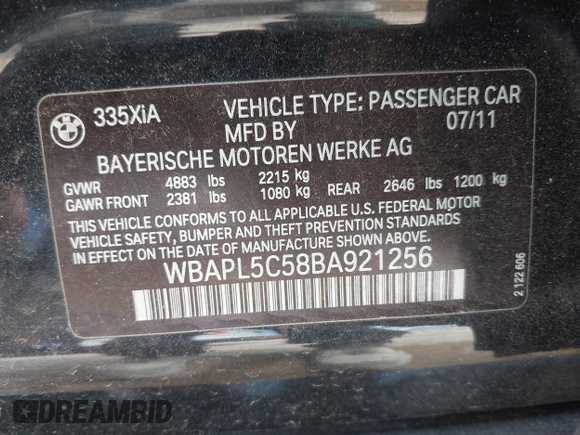 BMW
335XiA VEHICLE TYPE: PASSENGER CAR
MFD BY 07/11
BAYERISCHE MOTOREN WERKE AG
GVWR 4883 lbs 2215 kg
GAWR FRONT 2381 lbs 1080 kg REAR 2646 lbs 1200 kg
THIS VEHICLE CONFORMS TO ALL APPLICABLE U.S. FEDERAL MOTOR
VEHICLE SAFETY, BUMPER, AND THEFT PREVENTION STANDARDS
IN EFFECT ON THE DATE OF MANUFACTURE SHOWN ABOVE.
WBAPL5C58BA921256
2 122 606
DREAMBID